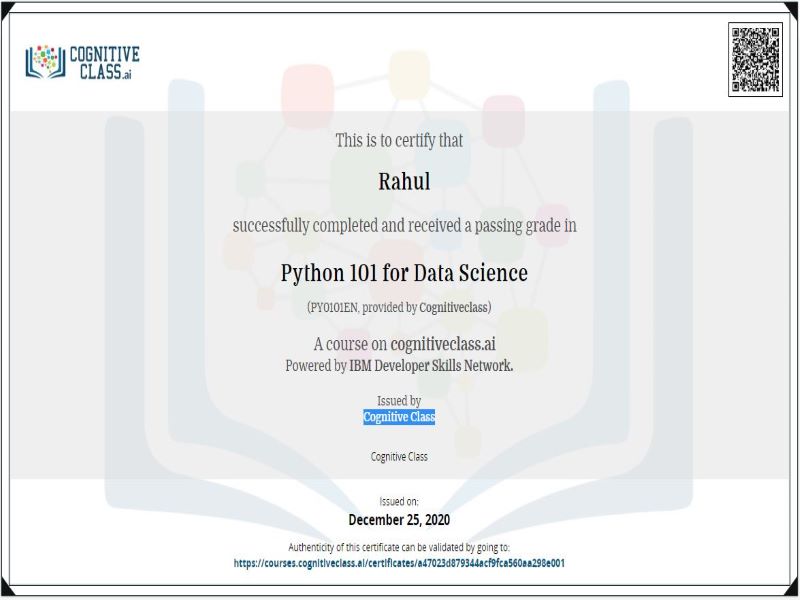 COGNITIVE
CLASS.ai
This is to certify that
Rahul
successfully completed and received a passing grade in
Python 101 for Data Science
(PY0101EN, provided by Cognitiveclass)
A course on cognitiveclass.ai
Powered by IBM Developer Skills Network.
Issued by
Cognitive Class
Cognitive Class
Issued on:
December 25, 2020
Authenticity of this certificate can be validated by going to:
https://courses.cognitiveclass.ai/certificates/a47023d879344acf9fca560aa298e001